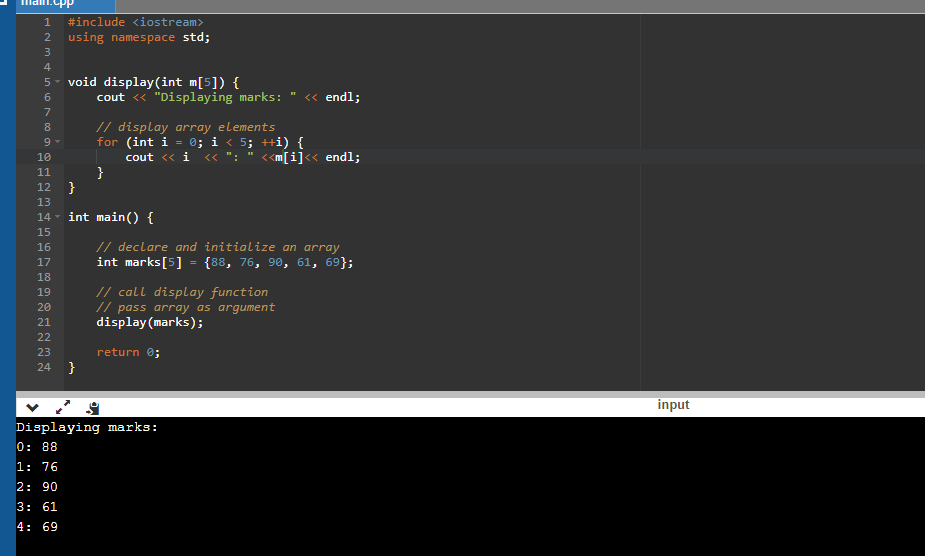 main.cpp
1 #include <iostream>
2 using namespace std;
3
4
5 void display(int m[5]) {
6     cout << "Displaying marks: " << endl;
7
8     // display array elements
9     for (int i = 0; i < 5; ++i) {
10         cout << i  << ": " <<m[i]<< endl;
11     }
12 }
13
14 int main() {
15
16     // declare and initialize an array
17     int marks[5] = {88, 76, 90, 61, 69};
18
19     // call display function
20     // pass array as argument
21     display(marks);
22
23     return 0;
24 }
input
Displaying marks:
0: 88
1: 76
2: 90
3: 61
4: 69